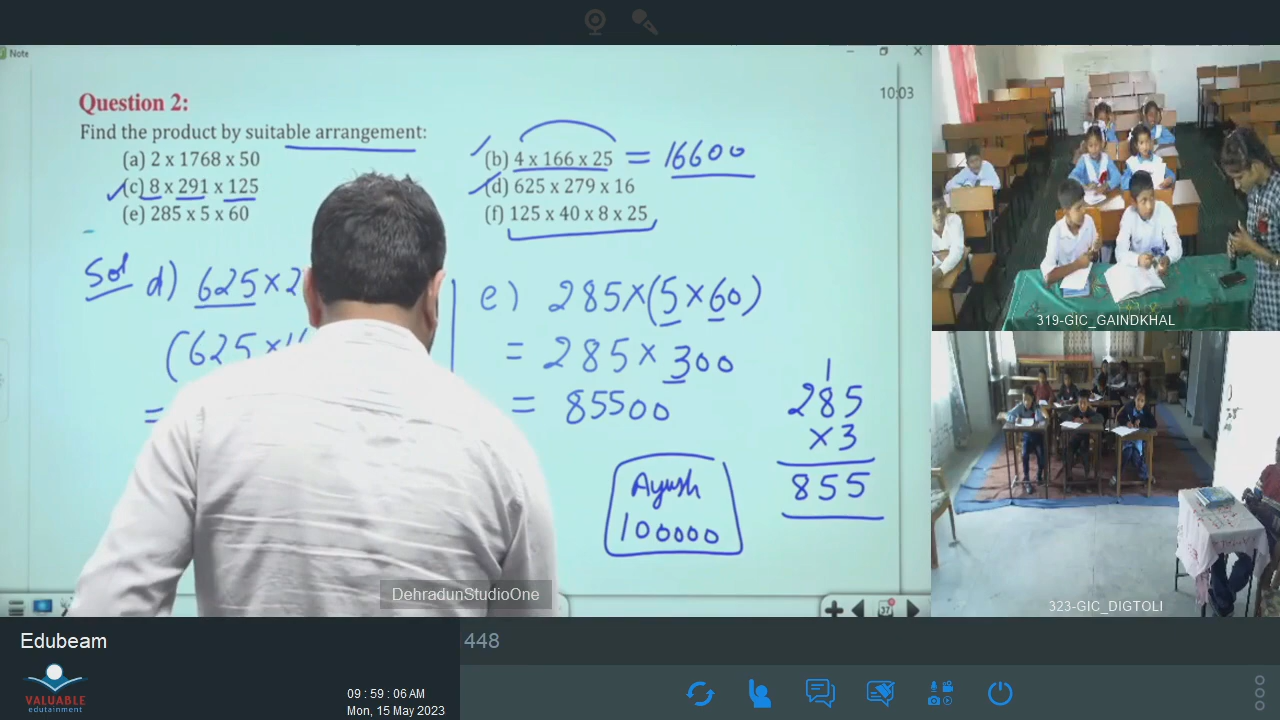 Note
10:03
Question 2:
Find the product by suitable arrangement:
(a) 2 x 1768 x 50
(b) 4 x 166 x 25 = 16600
(c) 8 x 291 x 125
(d) 625 x 279 x 16
(e) 285 x 5 x 60
(f) 125 x 40 x 8 x 25
Sol d) 625 × 2
(625 ×
=
e) 285 × (5 × 60)
= 285 × 300
= 85500
1
285
× 3
855
Ayush
100000
DehradunStudioOne
319-GIC_GAINDKHAL
323-GIC_DIGTOLI
Edubeam
448
VALUABLE
edutainment
09 : 59 : 06 AM
Mon, 15 May 2023